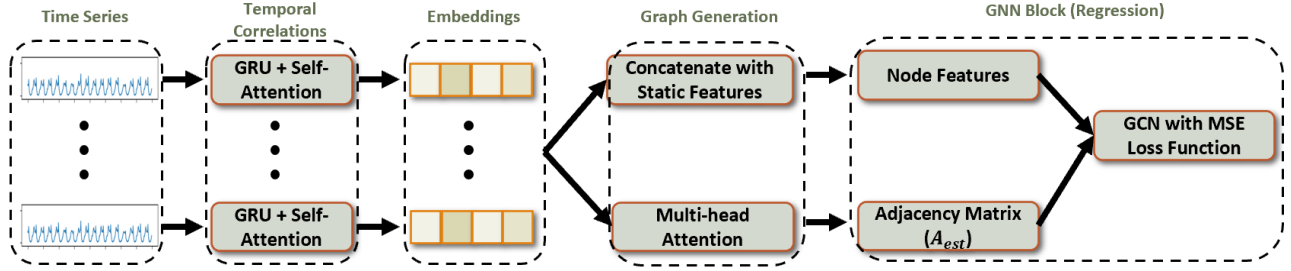 Time Series
Temporal
Correlations
Embeddings
Graph Generation
GNN Block (Regression)
GRU + Self-
Attention
Concatenate with
Static Features
Node Features
GCN with MSE
Loss Function
GRU + Self-
Attention
Multi-head
Attention
Adjacency Matrix
(A_est)